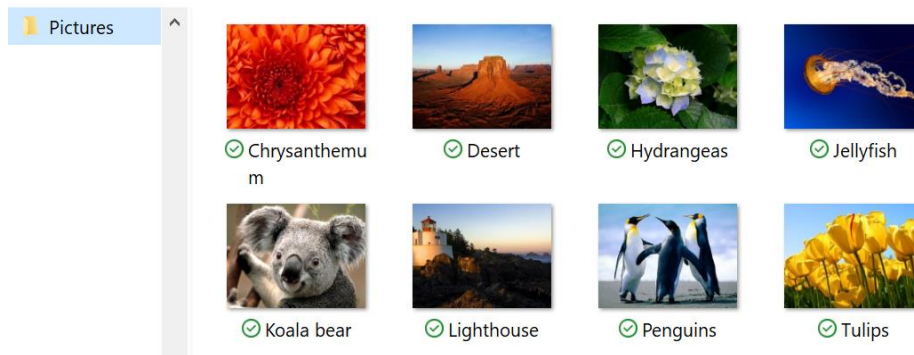 Pictures
Chrysanthemu
m
Desert
Hydrangeas
Jellyfish
Koala bear
Lighthouse
Penguins
Tulips